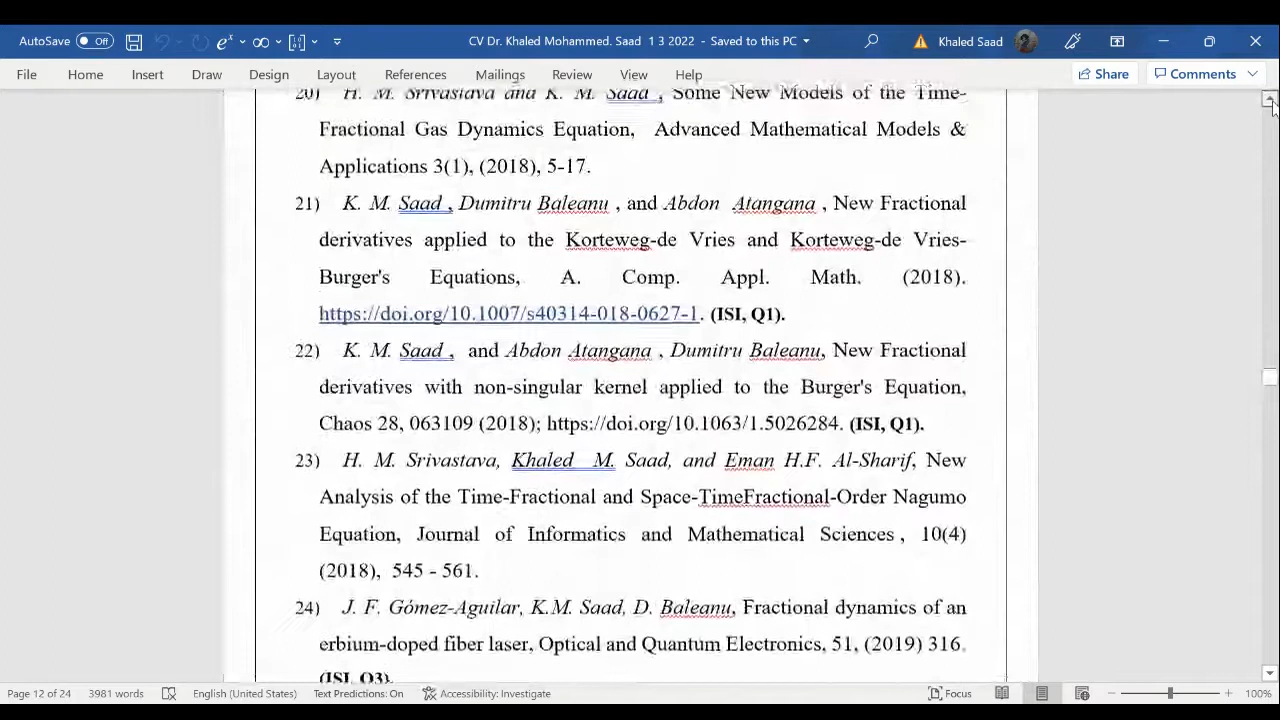 AutoSave Off CV Dr. Khaled Mohammed. Saad 1 3 2022 - Saved to this PC Khaled Saad
File Home Insert Draw Design Layout References Mailings Review View Help Share Comments
20) H. M. Srivastava and K. M. Saad , Some New Models of the Time-
Fractional Gas Dynamics Equation, Advanced Mathematical Models &
Applications 3(1), (2018), 5-17.
21) K. M. Saad , Dumitru Baleanu , and Abdon Atangana , New Fractional
derivatives applied to the Korteweg-de Vries and Korteweg-de Vries-
Burger's Equations, A. Comp. Appl. Math. (2018).
https://doi.org/10.1007/s40314-018-0627-1. (ISI, Q1).
22) K. M. Saad , and Abdon Atangana , Dumitru Baleanu, New Fractional
derivatives with non-singular kernel applied to the Burger's Equation,
Chaos 28, 063109 (2018); https://doi.org/10.1063/1.5026284. (ISI, Q1).
23) H. M. Srivastava, Khaled M. Saad, and Eman H.F. Al-Sharif, New
Analysis of the Time-Fractional and Space-TimeFractional-Order Nagumo
Equation, Journal of Informatics and Mathematical Sciences , 10(4)
(2018), 545 - 561.
24) J. F. Gómez-Aguilar, K.M. Saad, D. Baleanu, Fractional dynamics of an
erbium-doped fiber laser, Optical and Quantum Electronics, 51, (2019) 316.
(ISI, Q3).
Page 12 of 24 3981 words English (United States) Text Predictions: On Accessibility: Investigate Focus 100%